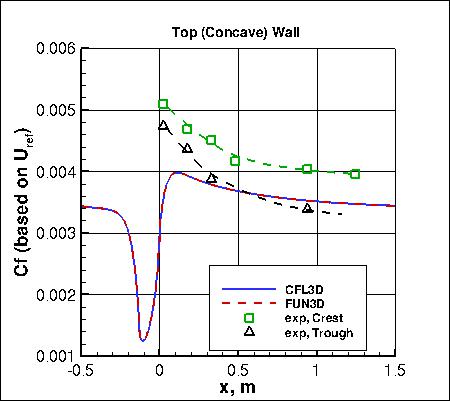 Top (Concave) Wall
0.006
0.005
0.004
0.003
0.002
0.001
Cf (based on Uref)
-0.5
0
0.5
1
1.5
x, m
CFL3D
FUN3D
exp, Crest
exp, Trough